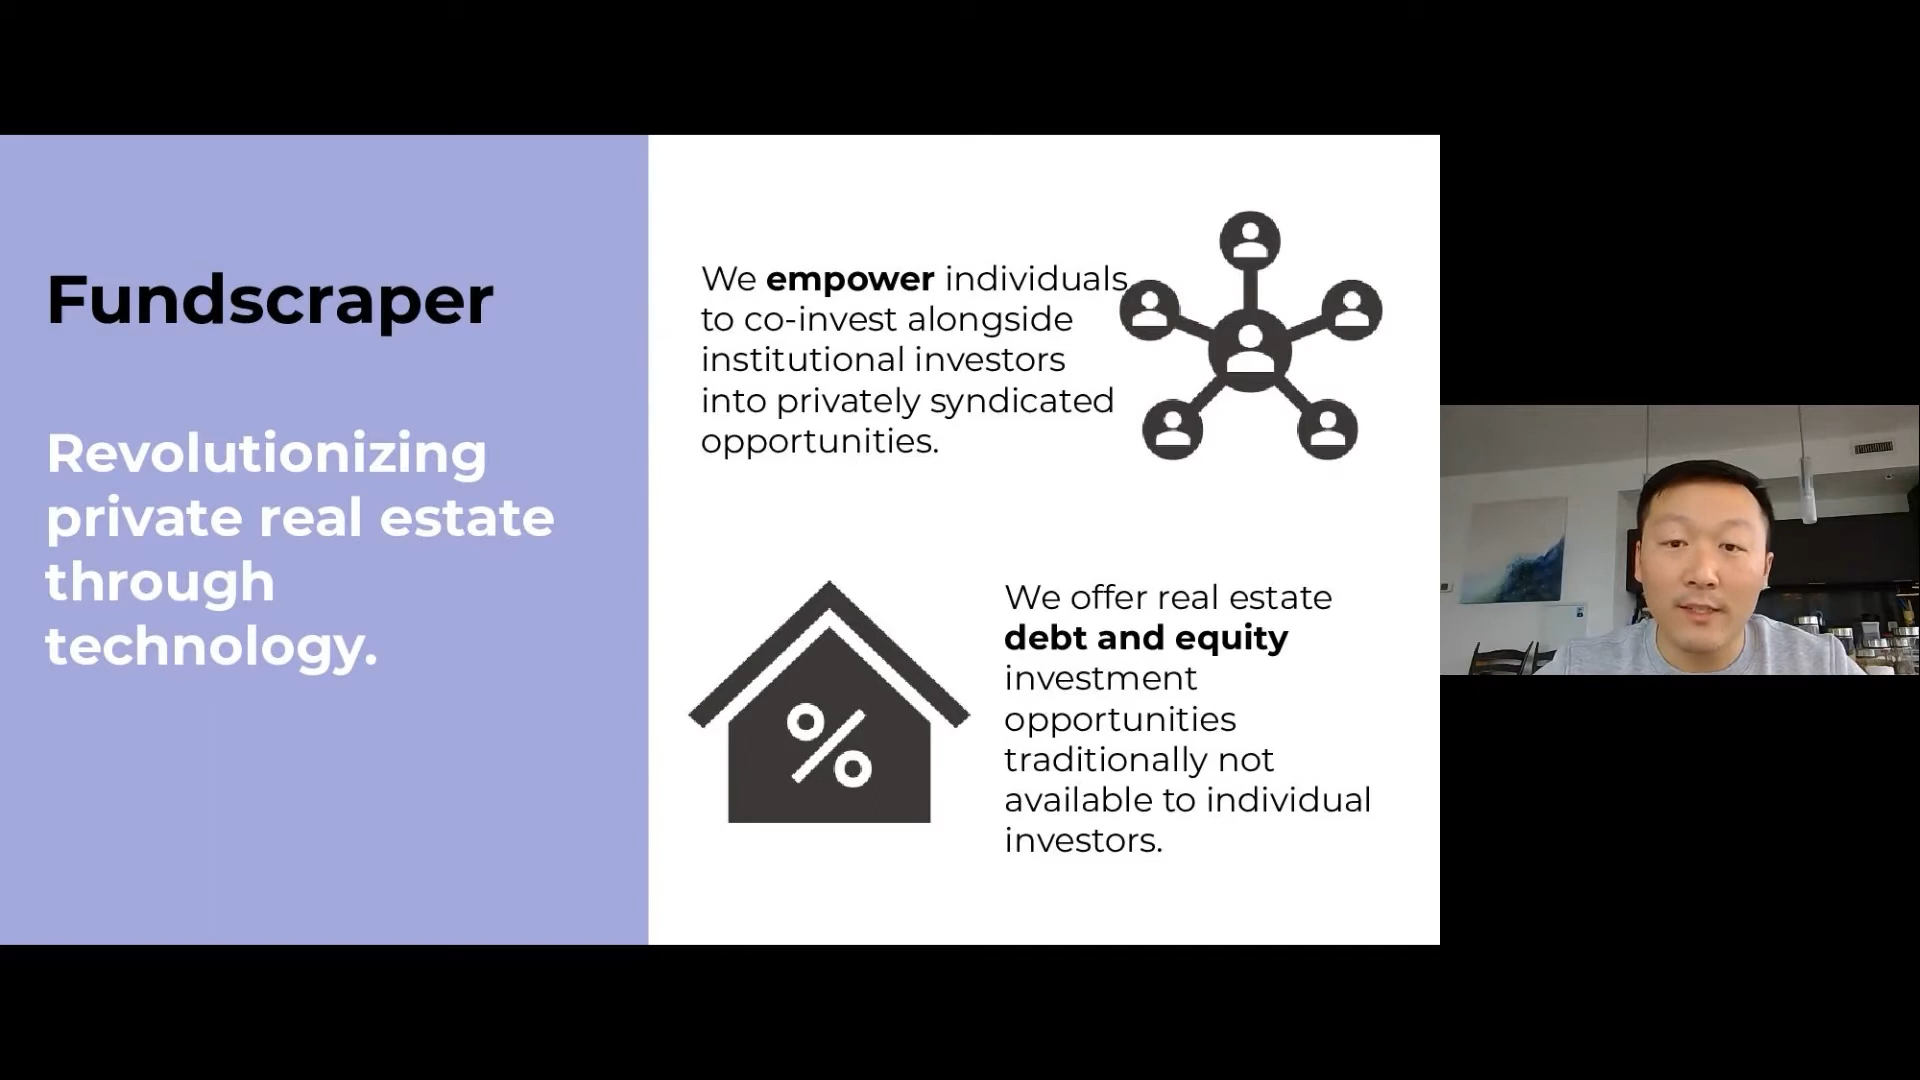 Fundscraper
Revolutionizing
private real estate
through
technology.
We empower individuals
to co-invest alongside
institutional investors
into privately syndicated
opportunities.
%
We offer real estate
debt and equity
investment
opportunities
traditionally not
available to individual
investors.